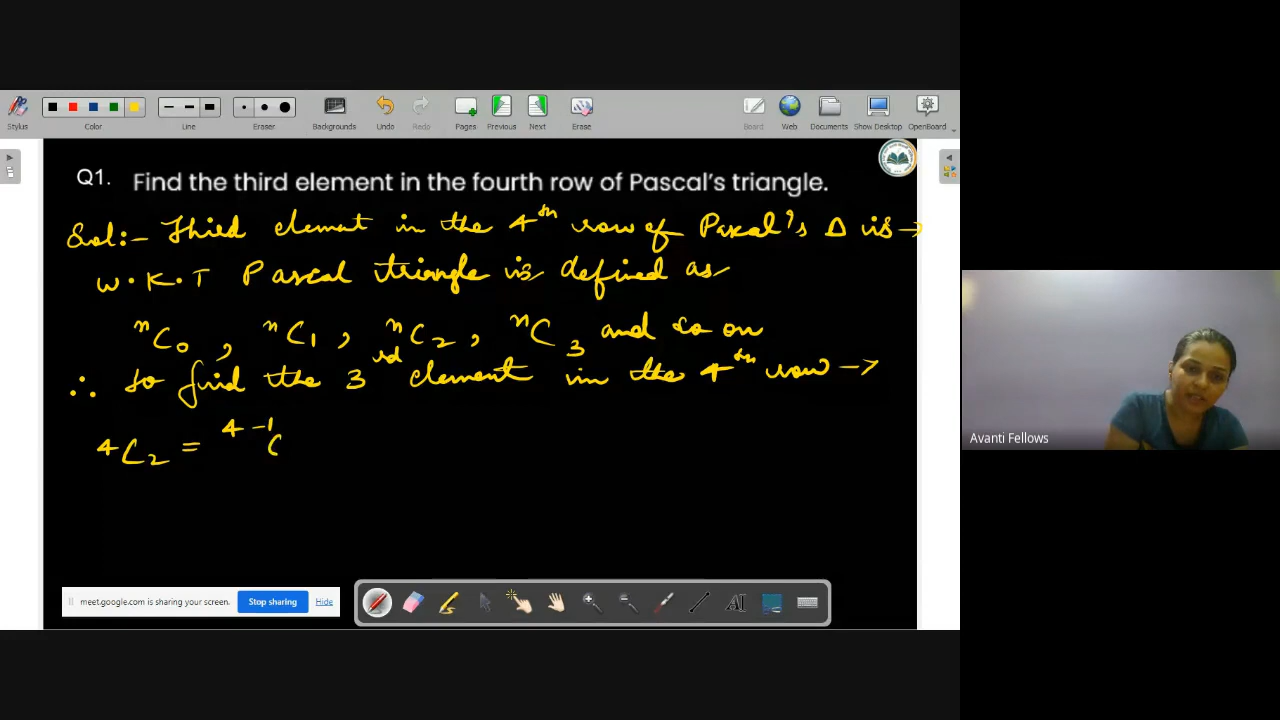 Stylus Color Line Eraser Backgrounds Undo Redo Pages Previous Next Erase Board Web Documents Show Desktop OpenBoard
Q1. Find the third element in the fourth row of Pascal's triangle.
Sol:- Third element in the 4th row of Pascal's Δ is →
W.K.T Pascal triangle is defined as
ⁿC₀, ⁿC₁, ⁿC₂, ⁿC₃ and so on
∴ to find the 3rd element in the 4th row →
⁴C₂ = ⁴⁻¹C
Avanti Fellows
meet.google.com is sharing your screen. Stop sharing Hide